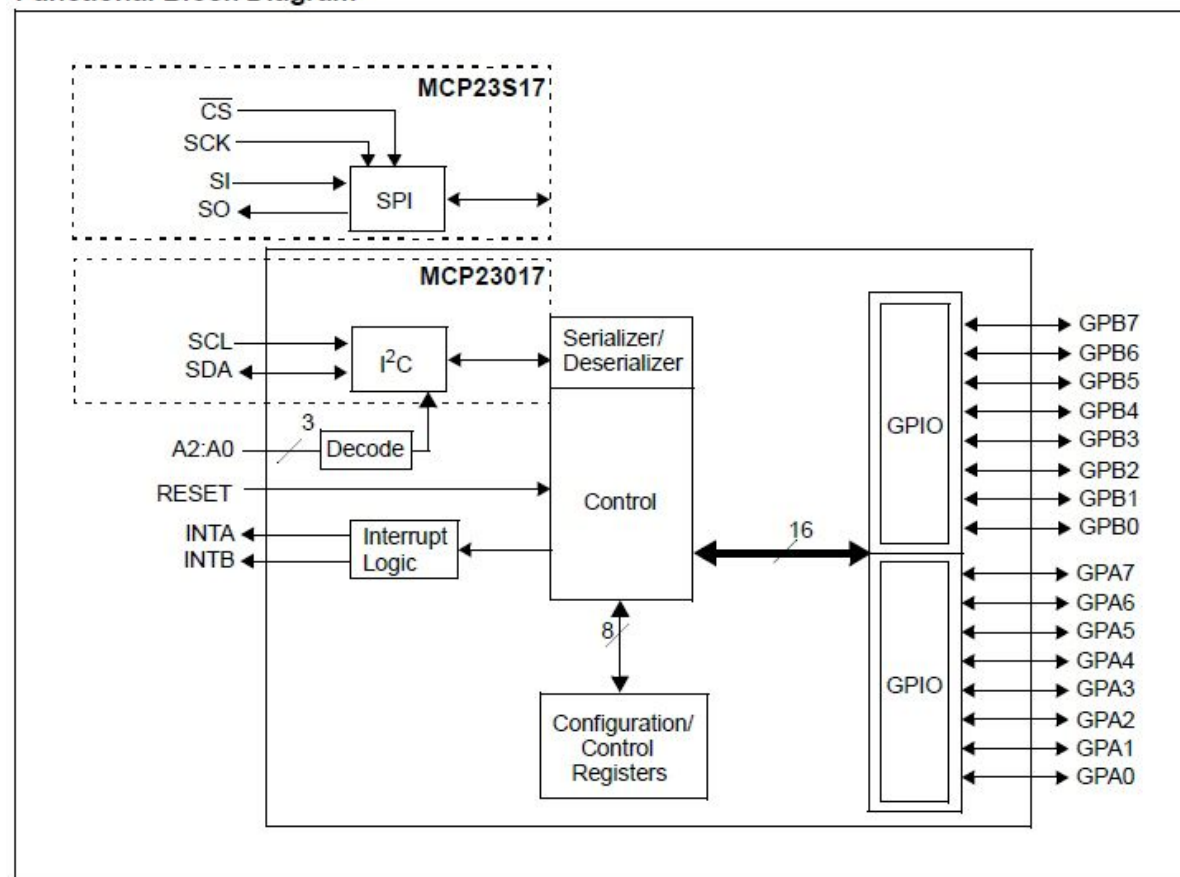 Functional Block Diagram
MCP23S17
CS
SCK
SI
SO
SPI
MCP23017
SCL
SDA
I²C
Serializer/
Deserializer
3
A2:A0
Decode
RESET
INTA
INTB
Interrupt
Logic
Control
16
8
Configuration/
Control
Registers
GPIO
GPB7
GPB6
GPB5
GPB4
GPB3
GPB2
GPB1
GPB0
GPIO
GPA7
GPA6
GPA5
GPA4
GPA3
GPA2
GPA1
GPA0